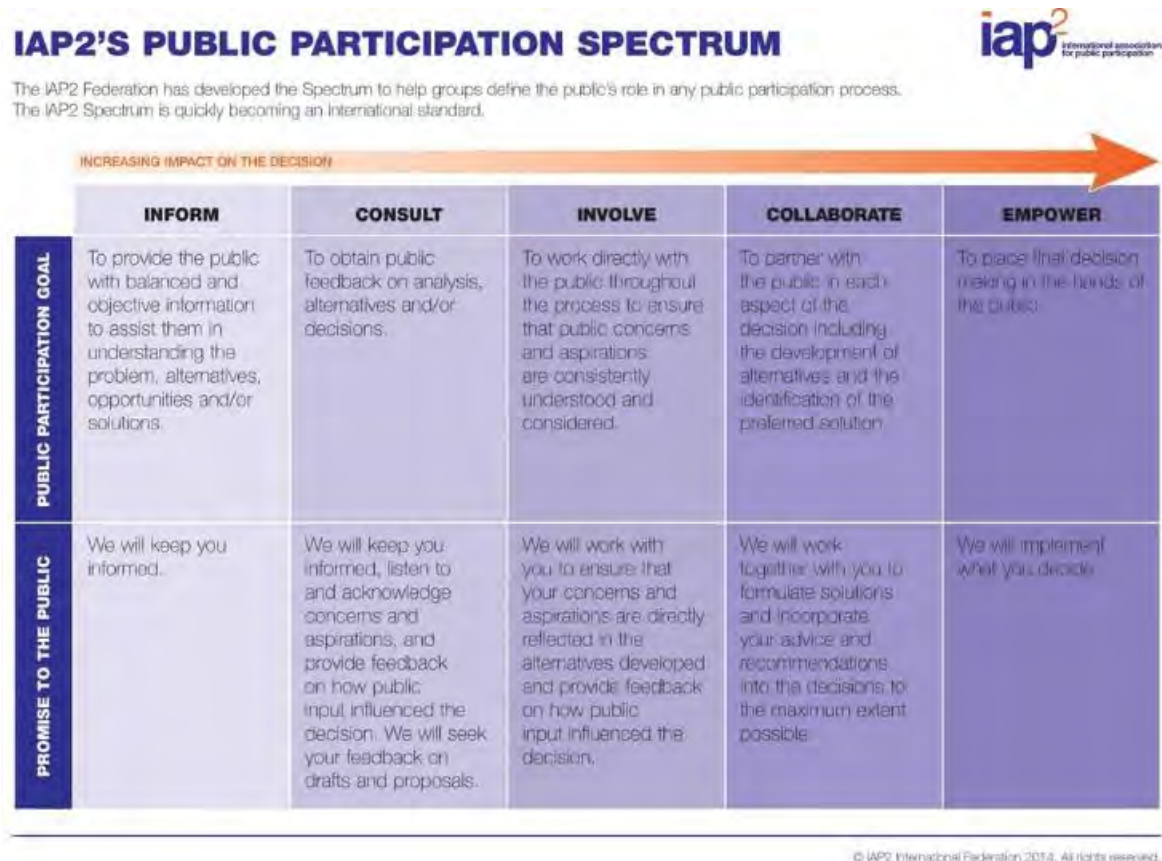 IAP2'S PUBLIC PARTICIPATION SPECTRUM
iap2 international association
for public participation
The IAP2 Federation has developed the Spectrum to help groups define the public's role in any public participation process.
The IAP2 Spectrum is quickly becoming an international standard.
INCREASING IMPACT ON THE DECISION
INFORM
CONSULT
INVOLVE
COLLABORATE
EMPOWER
PUBLIC PARTICIPATION GOAL
To provide the public
with balanced and
objective information
to assist them in
understanding the
problem, alternatives,
opportunities and/or
solutions.
To obtain public
feedback on analysis,
alternatives and/or
decisions.
To work directly with
the public throughout
the process to ensure
that public concerns
and aspirations
are consistently
understood and
considered.
To partner with
the public in each
aspect of the
decision including
the development of
alternatives and the
identification of the
preferred solution.
To place final decision
making in the hands of
the public.
PROMISE TO THE PUBLIC
We will keep you
informed.
We will keep you
informed, listen to
and acknowledge
concerns and
aspirations, and
provide feedback
on how public
input influenced the
decision. We will seek
your feedback on
drafts and proposals.
We will work with
you to ensure that
your concerns and
aspirations are directly
reflected in the
alternatives developed
and provide feedback
on how public
input influenced the
decision.
We will work
together with you to
formulate solutions
and incorporate
your advice and
recommendations
into the decisions to
the maximum extent
possible.
We will implement
what you decide.
© IAP2 International Federation 2014. All rights reserved.